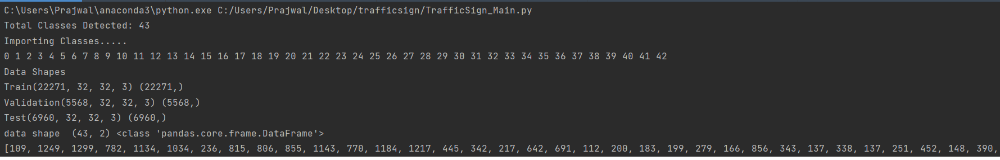 C:\Users\Prajwal\anaconda3\python.exe C:/Users/Prajwal/Desktop/trafficsign/TrafficSign_Main.py
Total Classes Detected: 43
Importing Classes.....
0 1 2 3 4 5 6 7 8 9 10 11 12 13 14 15 16 17 18 19 20 21 22 23 24 25 26 27 28 29 30 31 32 33 34 35 36 37 38 39 40 41 42
Data Shapes
Train(22271, 32, 32, 3) (22271,)
Validation(5568, 32, 32, 3) (5568,)
Test(6960, 32, 32, 3) (6960,)
data shape  (43, 2) <class 'pandas.core.frame.DataFrame'>
[109, 1249, 1299, 782, 1134, 1034, 236, 815, 806, 855, 1143, 770, 1184, 1217, 445, 342, 217, 642, 691, 112, 200, 183, 199, 279, 166, 856, 343, 137, 338, 137, 251, 452, 148, 390,